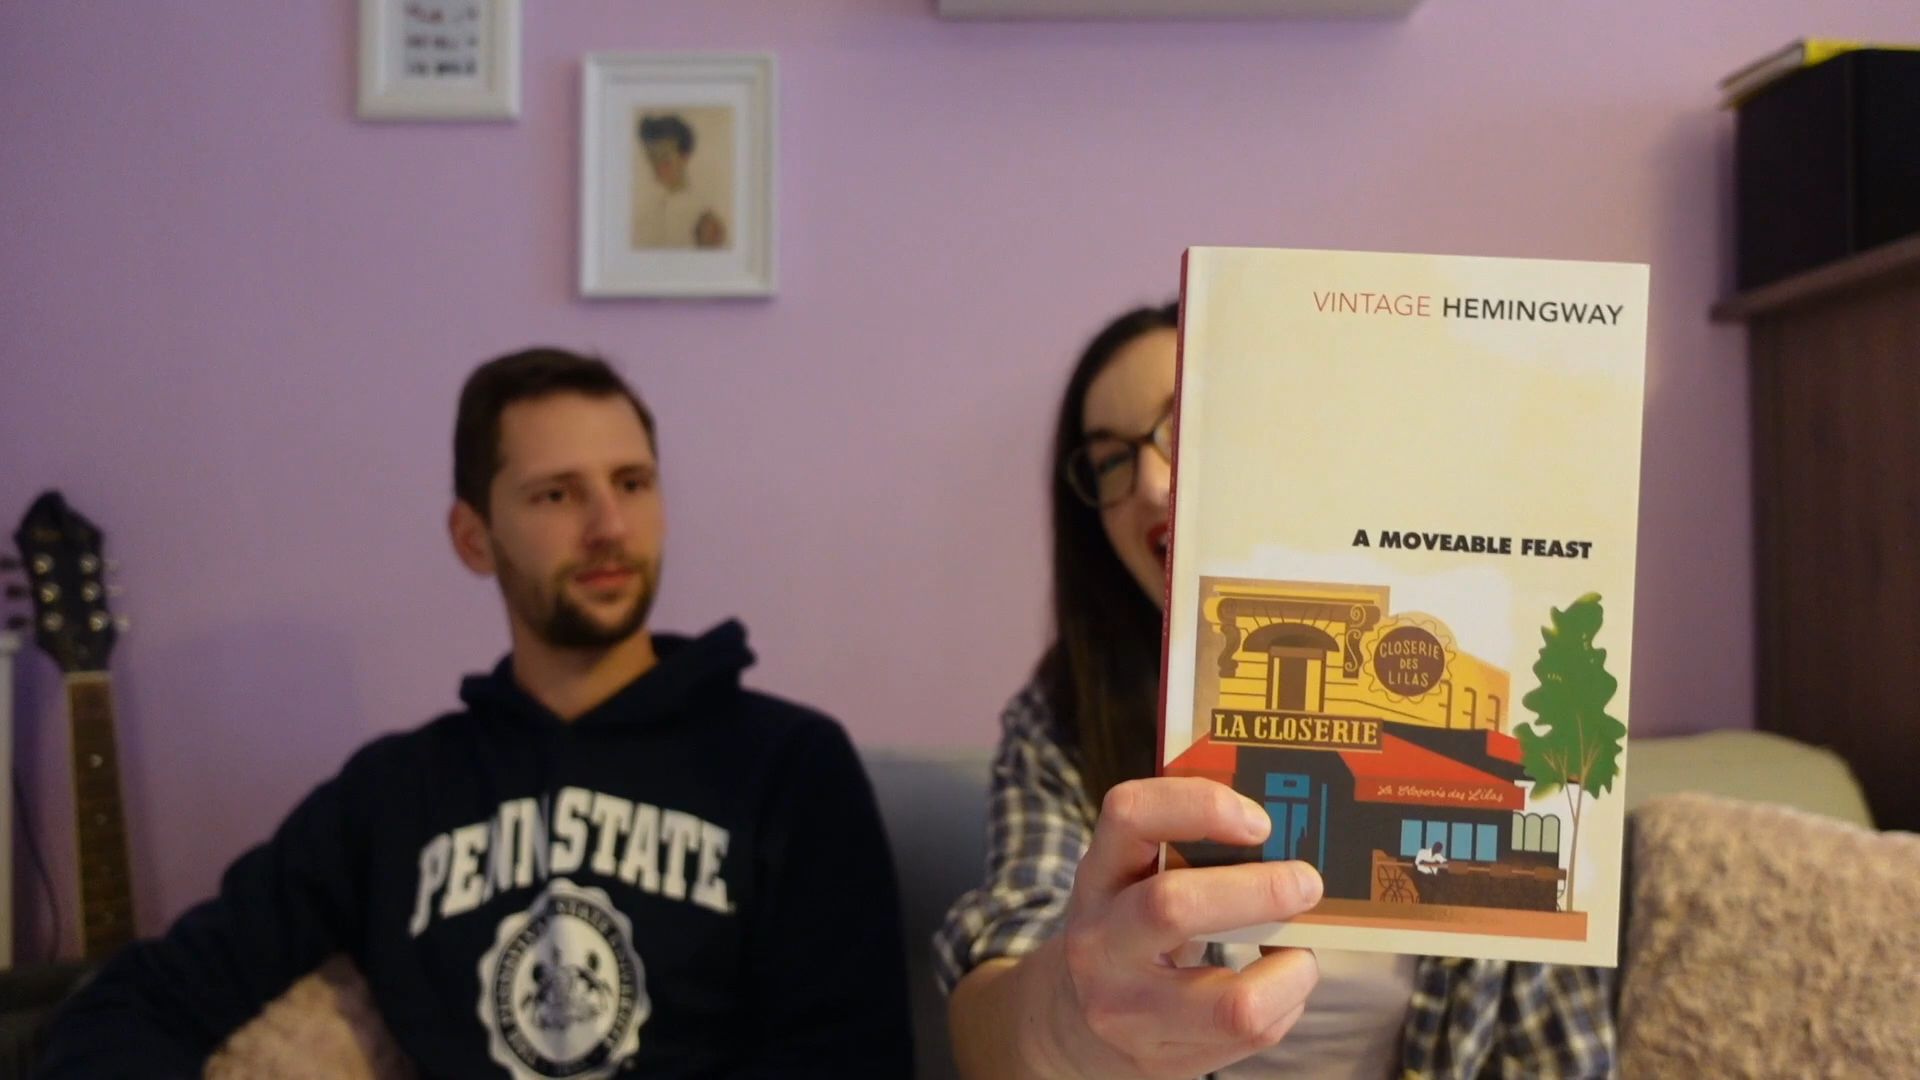 VINTAGE HEMINGWAY
A MOVEABLE FEAST
CLOSERIE
DES
LILAS
LA CLOSERIE
La Closerie des Lilas
PENN STATE